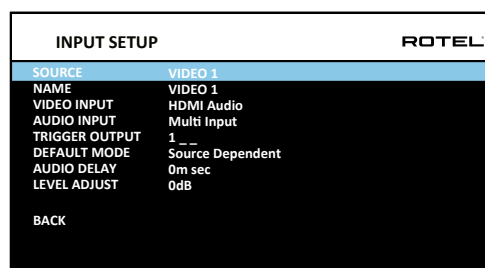 INPUT SETUP ROTEL
SOURCE VIDEO 1
NAME VIDEO 1
VIDEO INPUT HDMI Audio
AUDIO INPUT Multi Input
TRIGGER OUTPUT 1 _ _
DEFAULT MODE Source Dependent
AUDIO DELAY 0m sec
LEVEL ADJUST 0dB
BACK